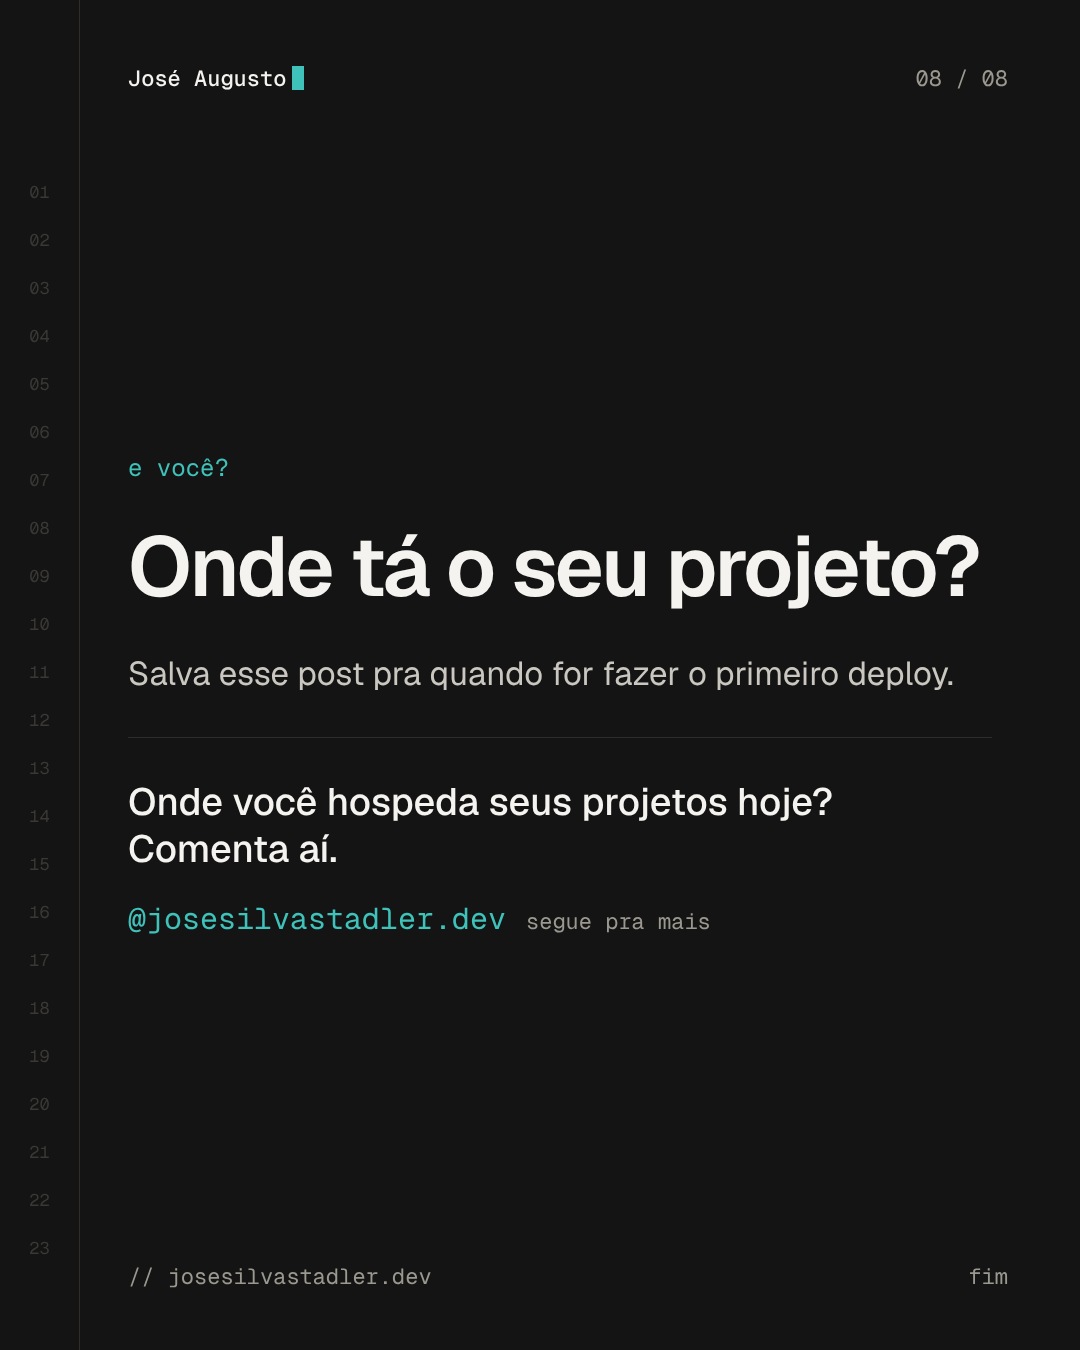 José Augusto
08 / 08
01
02
03
04
05
06
07
08
09
10
11
12
13
14
15
16
17
18
19
20
21
22
23
e você?
Onde tá o seu projeto?
Salva esse post pra quando for fazer o primeiro deploy.
Onde você hospeda seus projetos hoje?
Comenta aí.
@josesilvastadler.dev segue pra mais
// josesilvastadler.dev
fim